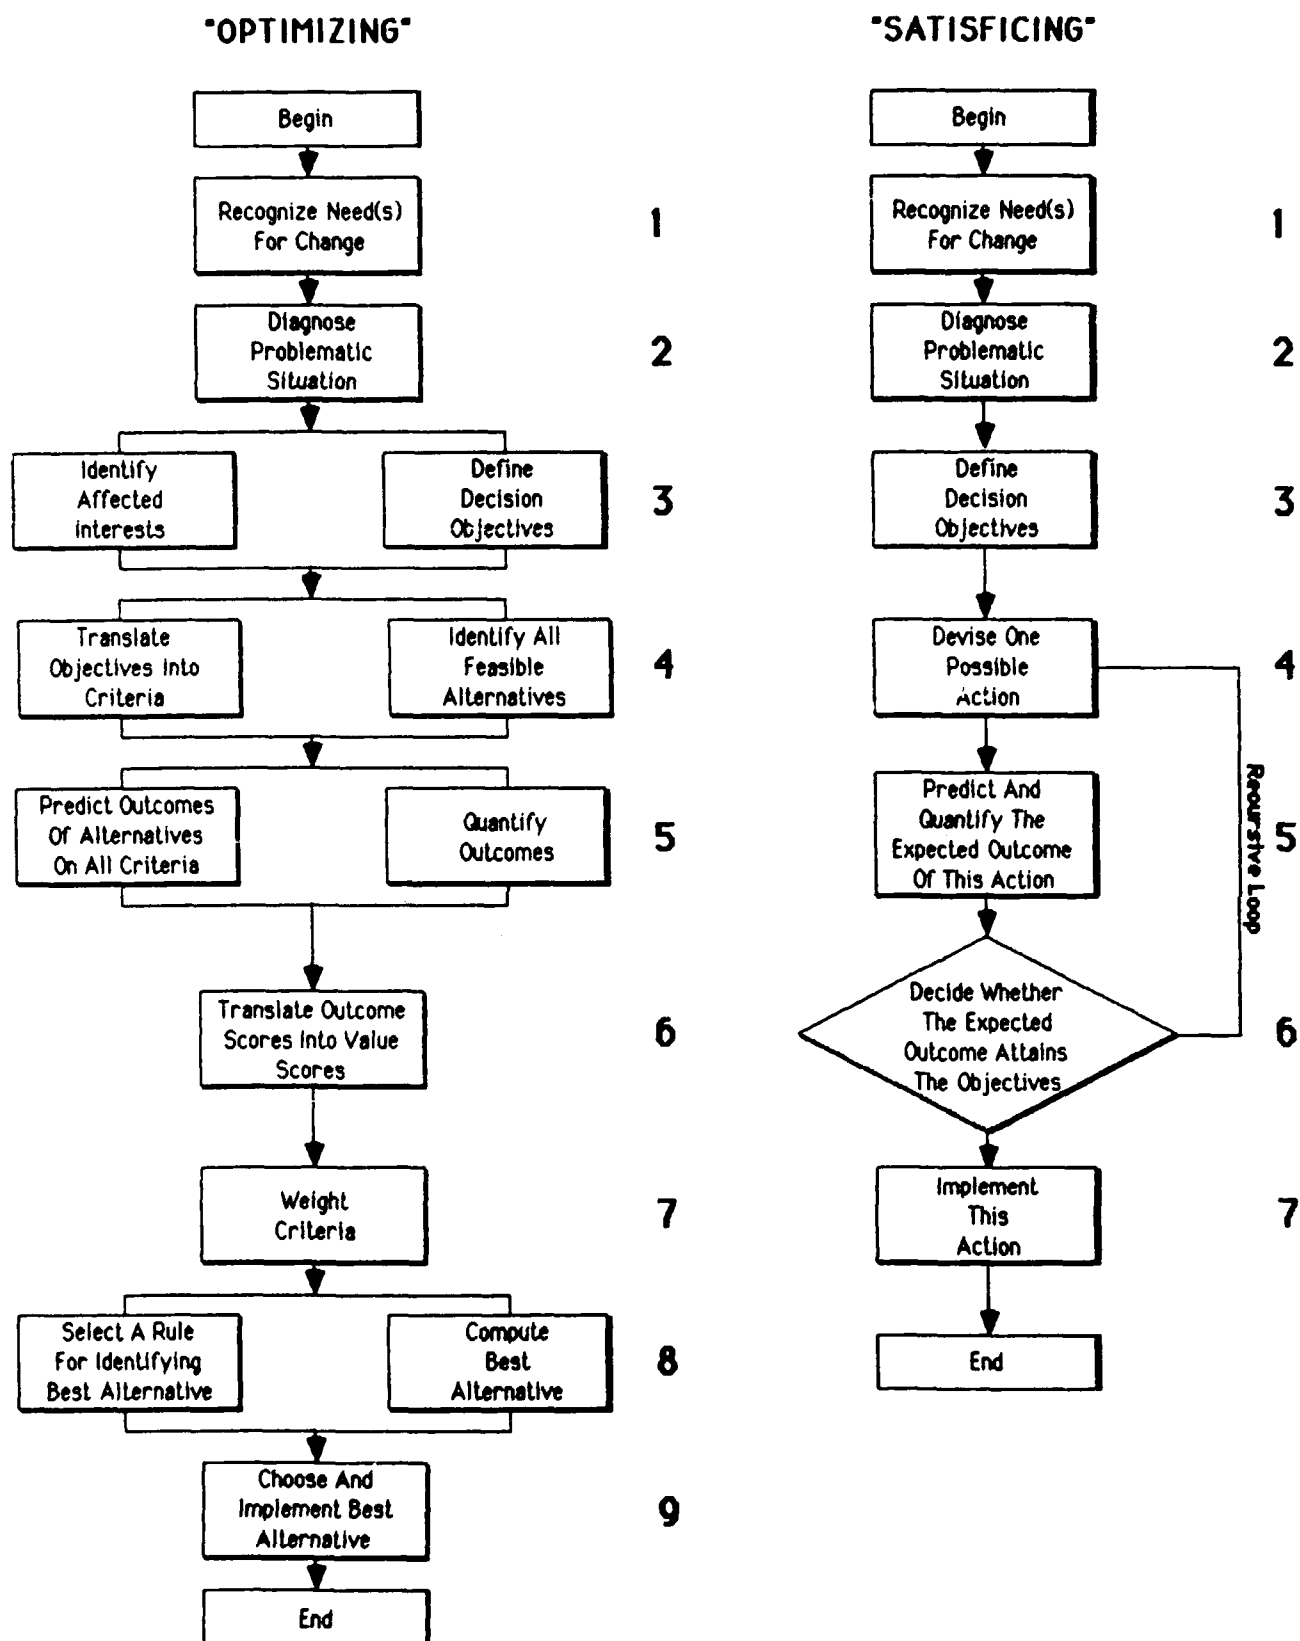 "OPTIMIZING"
Begin
Recognize Need(s)
For Change
1
Diagnose
Problematic
Situation
2
Identify
Affected
Interests
Define
Decision
Objectives
3
Translate
Objectives Into
Criteria
Identify All
Feasible
Alternatives
4
Predict Outcomes
Of Alternatives
On All Criteria
Quantify
Outcomes
5
Translate Outcome
Scores Into Value
Scores
6
Weight
Criteria
7
Select A Rule
For Identifying
Best Alternative
Compute
Best
Alternative
8
Choose And
Implement Best
Alternative
9
End
"SATISFICING"
Begin
Recognize Need(s)
For Change
1
Diagnose
Problematic
Situation
2
Define
Decision
Objectives
3
Devise One
Possible
Action
4
Predict And
Quantify The
Expected Outcome
Of This Action
5
Recursive Loop
Decide Whether
The Expected
Outcome Attains
The Objectives
6
Implement
This
Action
7
End